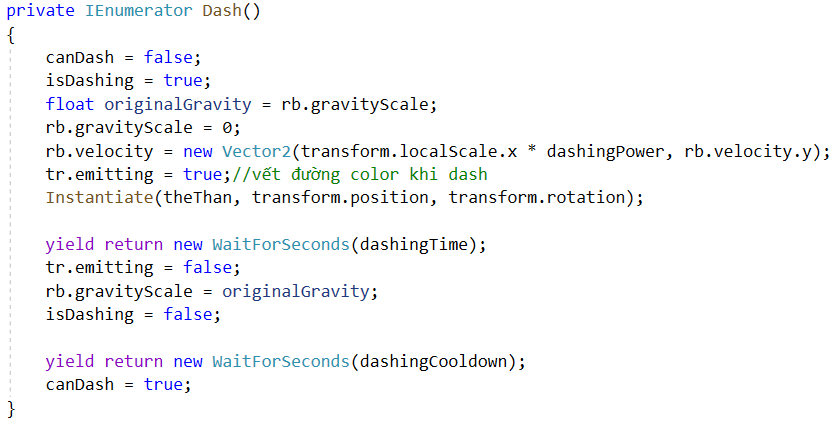 private IEnumerator Dash()
{
    canDash = false;
    isDashing = true;
    float originalGravity = rb.gravityScale;
    rb.gravityScale = 0;
    rb.velocity = new Vector2(transform.localScale.x * dashingPower, rb.velocity.y);
    tr.emitting = true;//vết đường color khi dash
    Instantiate(theThan, transform.position, transform.rotation);

    yield return new WaitForSeconds(dashingTime);
    tr.emitting = false;
    rb.gravityScale = originalGravity;
    isDashing = false;

    yield return new WaitForSeconds(dashingCooldown);
    canDash = true;
}